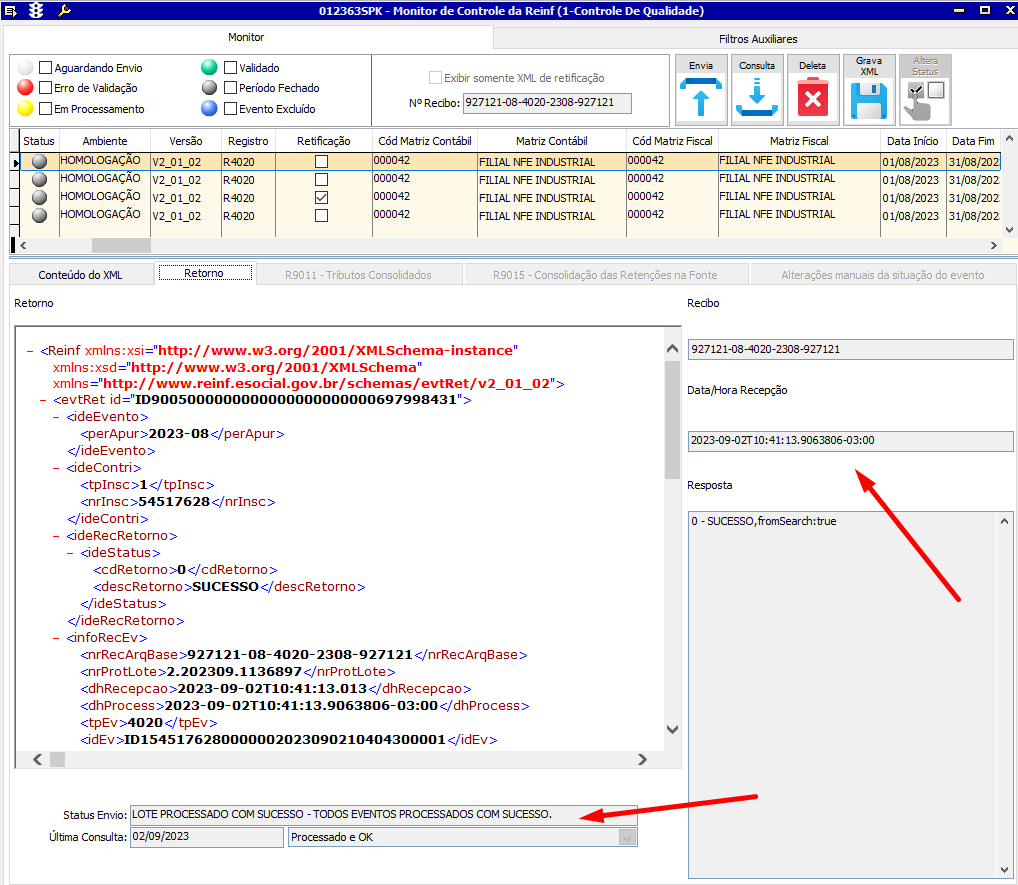 012363SPK - Monitor de Controle da Reinf (1-Controle De Qualidade)
Monitor
Filtros Auxiliares
Aguardando Envio
Validado
Erro de Validação
Período Fechado
Em Processamento
Evento Excluído
Exibir somente XML de retificação
Nº Recibo: 927121-08-4020-2308-927121
Envia
Consulta
Deleta
Grava
XML
Altera
Status
Status Ambiente Versão Registro Retificação Cód Matriz Contábil Matriz Contábil Cód Matriz Fiscal Matriz Fiscal Data Início Data Fim
HOMOLOGAÇÃO V2_01_02 R4020 000042 FILIAL NFE INDUSTRIAL 000042 FILIAL NFE INDUSTRIAL 01/08/2023 31/08/202
HOMOLOGAÇÃO V2_01_02 R4020 000042 FILIAL NFE INDUSTRIAL 000042 FILIAL NFE INDUSTRIAL 01/08/2023 31/08/202
HOMOLOGAÇÃO V2_01_02 R4020 000042 FILIAL NFE INDUSTRIAL 000042 FILIAL NFE INDUSTRIAL 01/08/2023 31/08/202
HOMOLOGAÇÃO V2_01_02 R4020 000042 FILIAL NFE INDUSTRIAL 000042 FILIAL NFE INDUSTRIAL 01/08/2023 31/08/202
Conteúdo do XML
Retorno
R9011 - Tributos Consolidados
R9015 - Consolidação das Retenções na Fonte
Alterações manuais da situação do evento
Retorno
- <Reinf xmlns:xsi="http://www.w3.org/2001/XMLSchema-instance"
xmlns:xsd="http://www.w3.org/2001/XMLSchema"
xmlns="http://www.reinf.esocial.gov.br/schemas/evtRet/v2_01_02">
- <evtRet id="ID9005000000000000000000000697998431">
- <ideEvento>
<perApur>2023-08</perApur>
</ideEvento>
- <ideContri>
<tpInsc>1</tpInsc>
<nrInsc>54517628</nrInsc>
</ideContri>
- <ideRecRetorno>
- <ideStatus>
<cdRetorno>0</cdRetorno>
<descRetorno>SUCESSO</descRetorno>
</ideStatus>
</ideRecRetorno>
- <infoRecEv>
<nrRecArqBase>927121-08-4020-2308-927121</nrRecArqBase>
<nrProtLote>2.202309.1136897</nrProtLote>
<dhRecepcao>2023-09-02T10:41:13.013</dhRecepcao>
<dhProcess>2023-09-02T10:41:13.9063806-03:00</dhProcess>
<tpEv>4020</tpEv>
<idEv>ID1545176280000002023090210404300001</idEv>
Recibo
927121-08-4020-2308-927121
Data/Hora Recepção
2023-09-02T10:41:13.9063806-03:00
Resposta
0 - SUCESSO,fromSearch:true
Status Envio: LOTE PROCESSADO COM SUCESSO - TODOS EVENTOS PROCESSADOS COM SUCESSO.
Última Consulta: 02/09/2023 Processado e OK